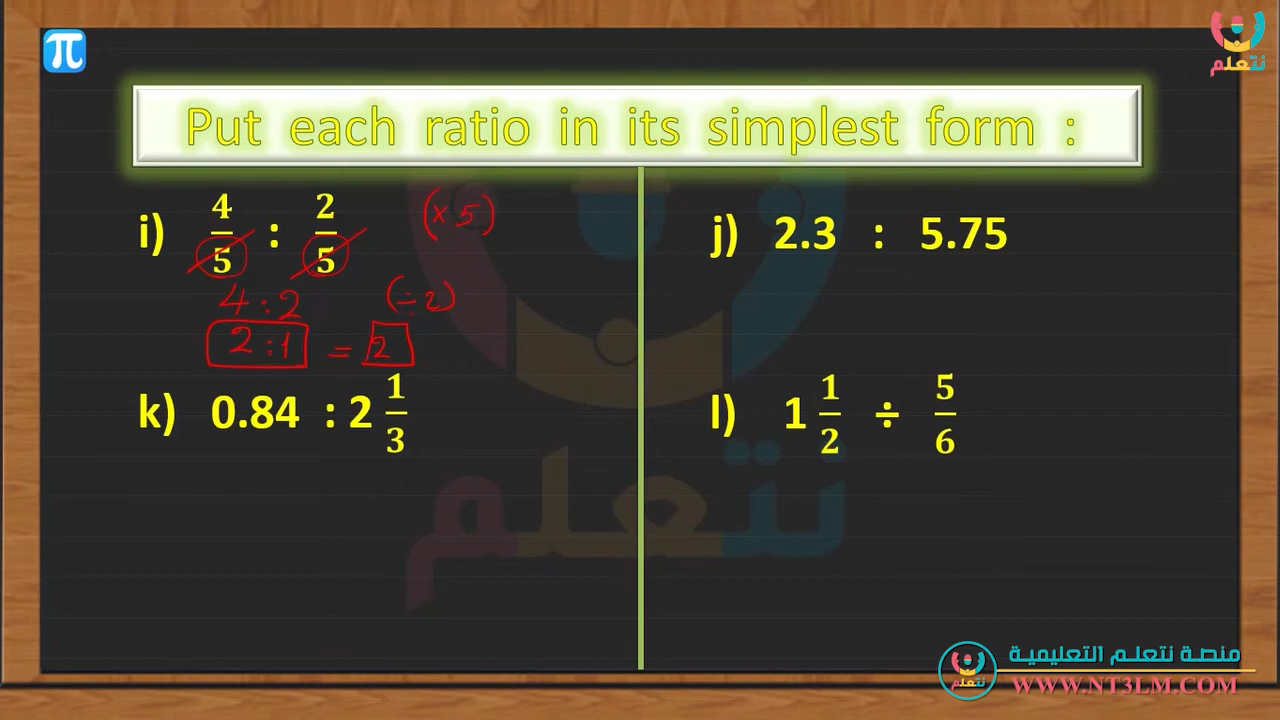 π
نتعلم
Put each ratio in its simplest form :
i) 4/5 : 2/5 (×5)
4 : 2 (÷2)
2 : 1 = 2
j) 2.3 : 5.75
k) 0.84 : 2 1/3
l) 1 1/2 ÷ 5/6
نتعلم
منصة نتعلم التعليمية
نتعلم
WWW.NT3LM.COM